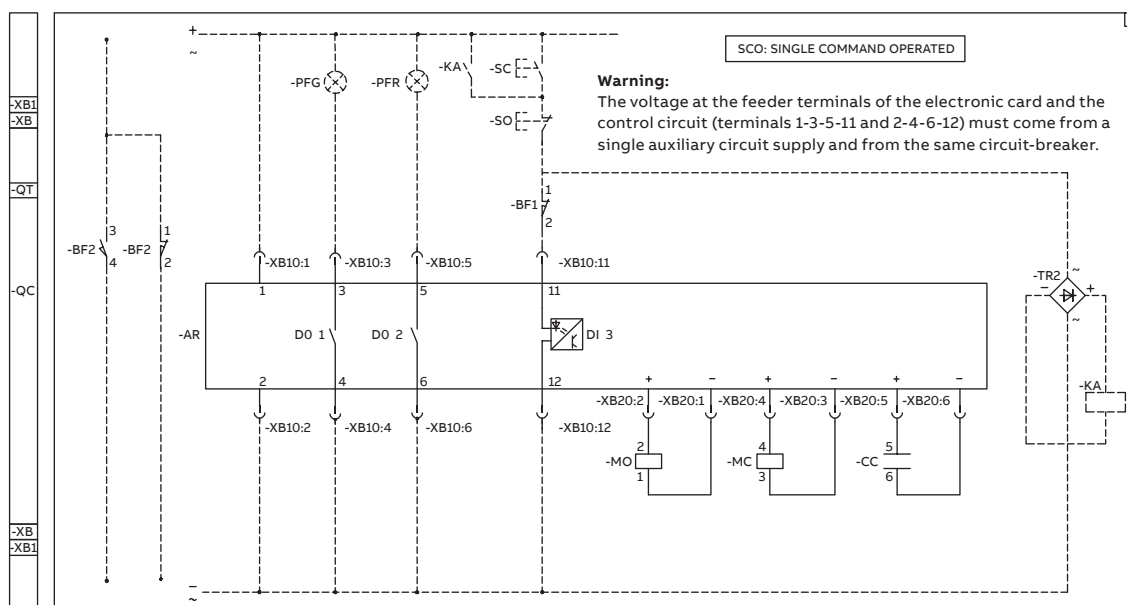 +
~
SCO: SINGLE COMMAND OPERATED
-PFG
-PFR
-KA
-SC
Warning:
The voltage at the feeder terminals of the electronic card and the
control circuit (terminals 1-3-5-11 and 2-4-6-12) must come from a
single auxiliary circuit supply and from the same circuit-breaker.
-XB1
-XB
-SO
-QT
1
-BF1
2
3
-BF2
4
1
-BF2
2
-XB10:1
-XB10:3
-XB10:5
-XB10:11
-TR2
~
−
+
~
-QC
1
3
5
11
-AR
DO 1
DO 2
DI 3
2
4
6
12
+
−
+
−
+
−
-KA
-XB20:2
-XB20:1
-XB20:4
-XB20:3
-XB20:5
-XB20:6
-XB10:2
-XB10:4
-XB10:6
-XB10:12
2
-MO
1
4
-MC
3
5
-CC
6
-XB
-XB1
−
~